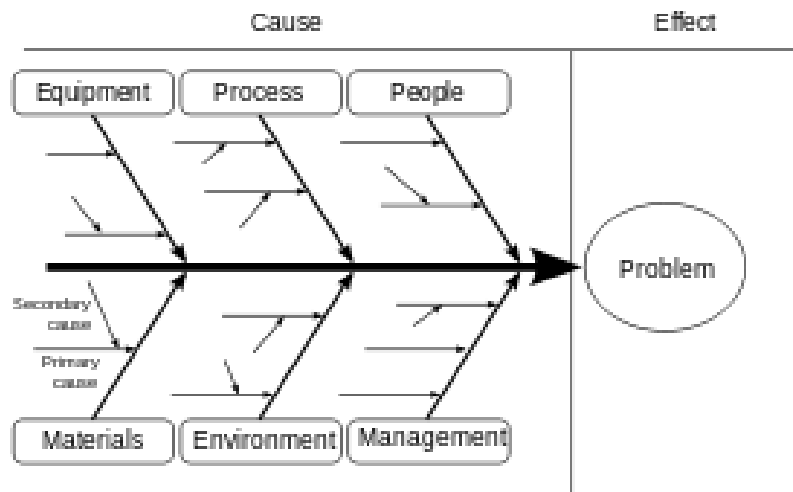 Cause
Effect
Equipment
Process
People
Problem
Secondary
cause
Primary
cause
Materials
Environment
Management